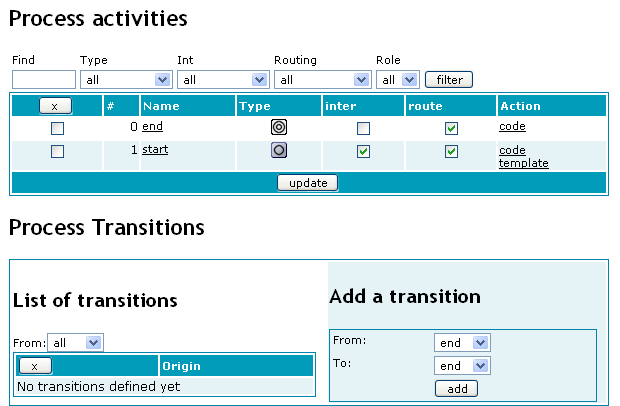 Process activities
Find Type Int Routing Role
all all all all filter
x # Name Type inter route Action
0 end code
1 start code
template
update
Process Transitions
List of transitions
From: all
x Origin
No transitions defined yet
Add a transition
From: end
To: end
add